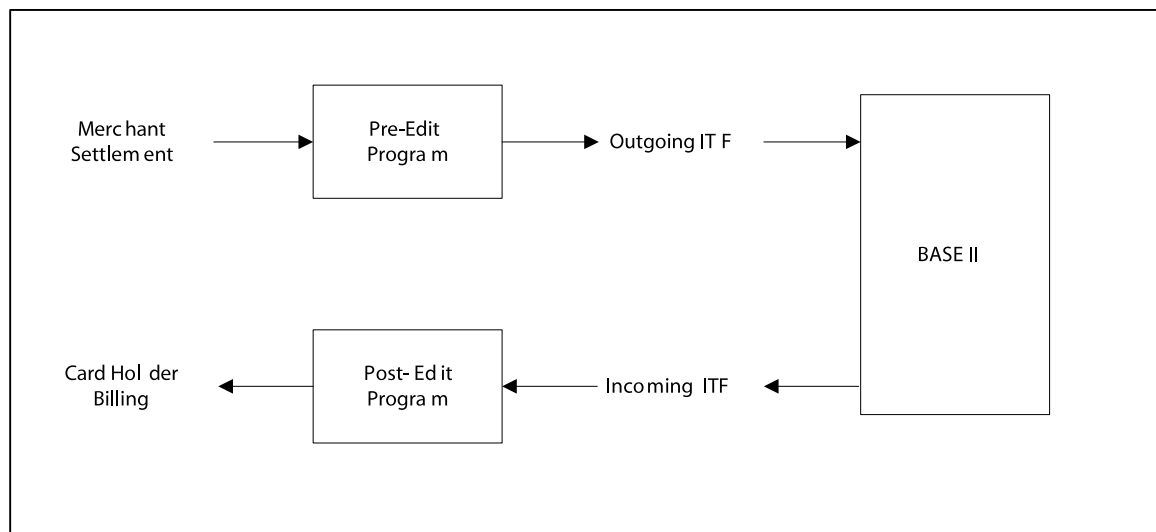 Merchant
Settlement
Pre-Edit
Program
Outgoing ITF
BASE II
Card Holder
Billing
Post-Edit
Program
Incoming ITF